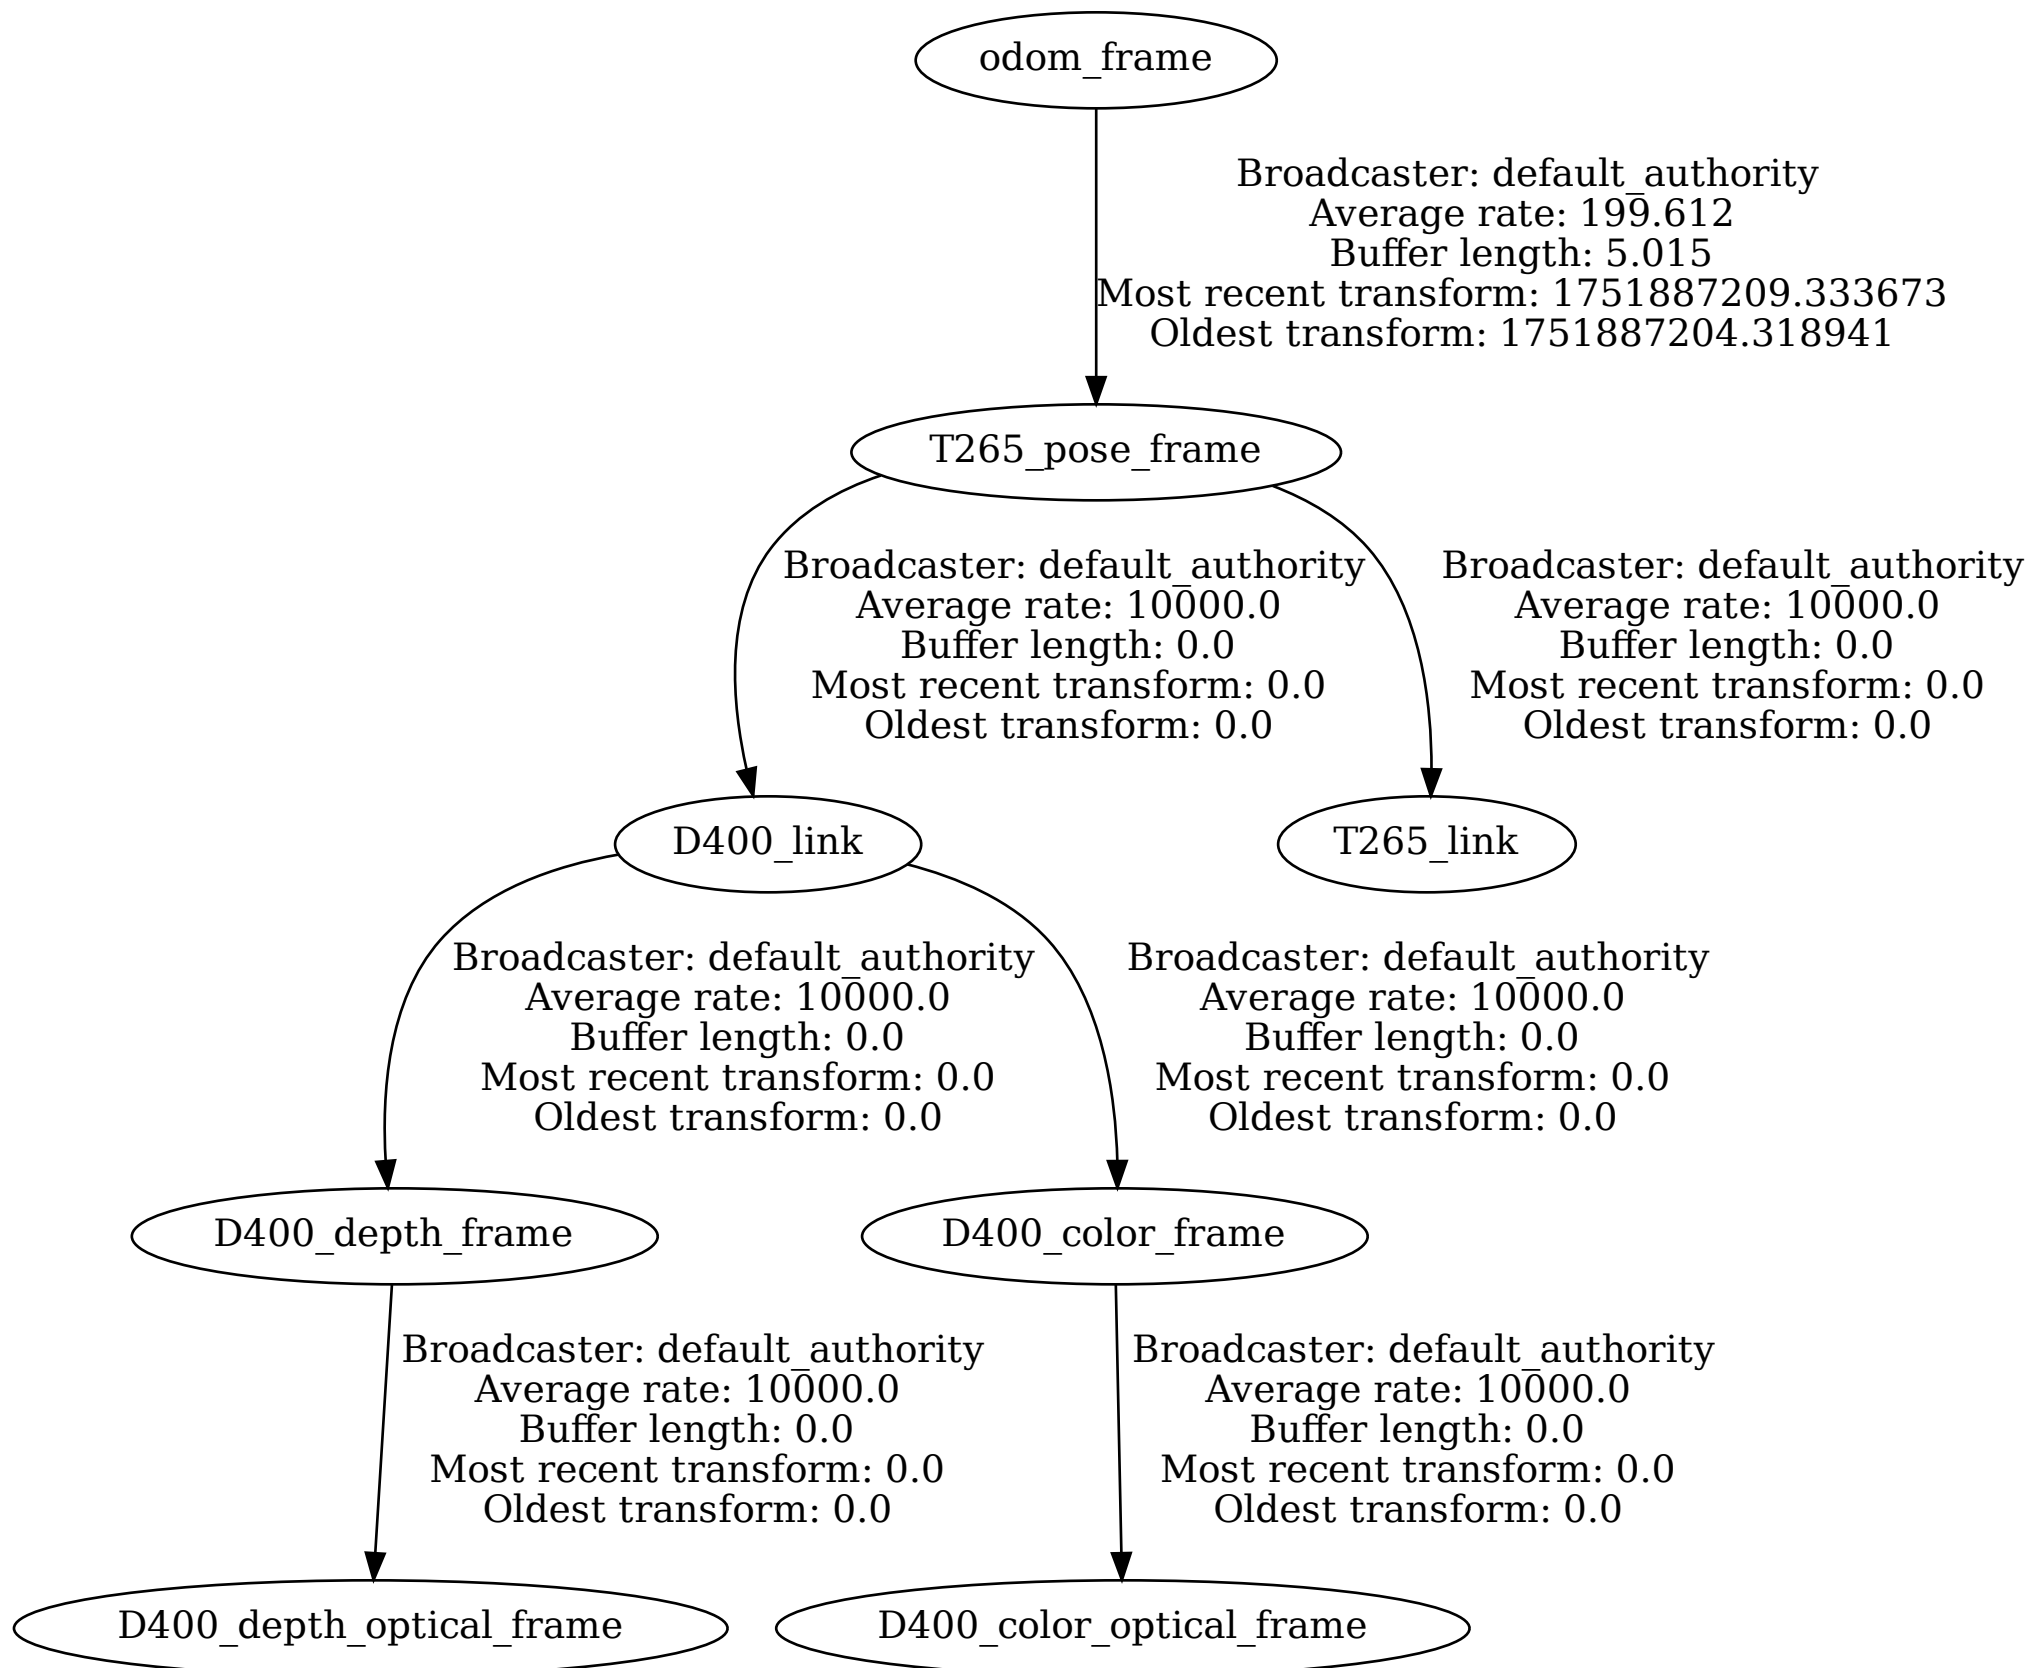 odom_frame
Broadcaster: default_authority
Average rate: 199.612
Buffer length: 5.015
Most recent transform: 1751887209.333673
Oldest transform: 1751887204.318941
T265_pose_frame
Broadcaster: default_authority
Average rate: 10000.0
Buffer length: 0.0
Most recent transform: 0.0
Oldest transform: 0.0
Broadcaster: default_authority
Average rate: 10000.0
Buffer length: 0.0
Most recent transform: 0.0
Oldest transform: 0.0
D400_link
T265_link
Broadcaster: default_authority
Average rate: 10000.0
Buffer length: 0.0
Most recent transform: 0.0
Oldest transform: 0.0
Broadcaster: default_authority
Average rate: 10000.0
Buffer length: 0.0
Most recent transform: 0.0
Oldest transform: 0.0
D400_depth_frame
D400_color_frame
Broadcaster: default_authority
Average rate: 10000.0
Buffer length: 0.0
Most recent transform: 0.0
Oldest transform: 0.0
Broadcaster: default_authority
Average rate: 10000.0
Buffer length: 0.0
Most recent transform: 0.0
Oldest transform: 0.0
D400_depth_optical_frame
D400_color_optical_frame